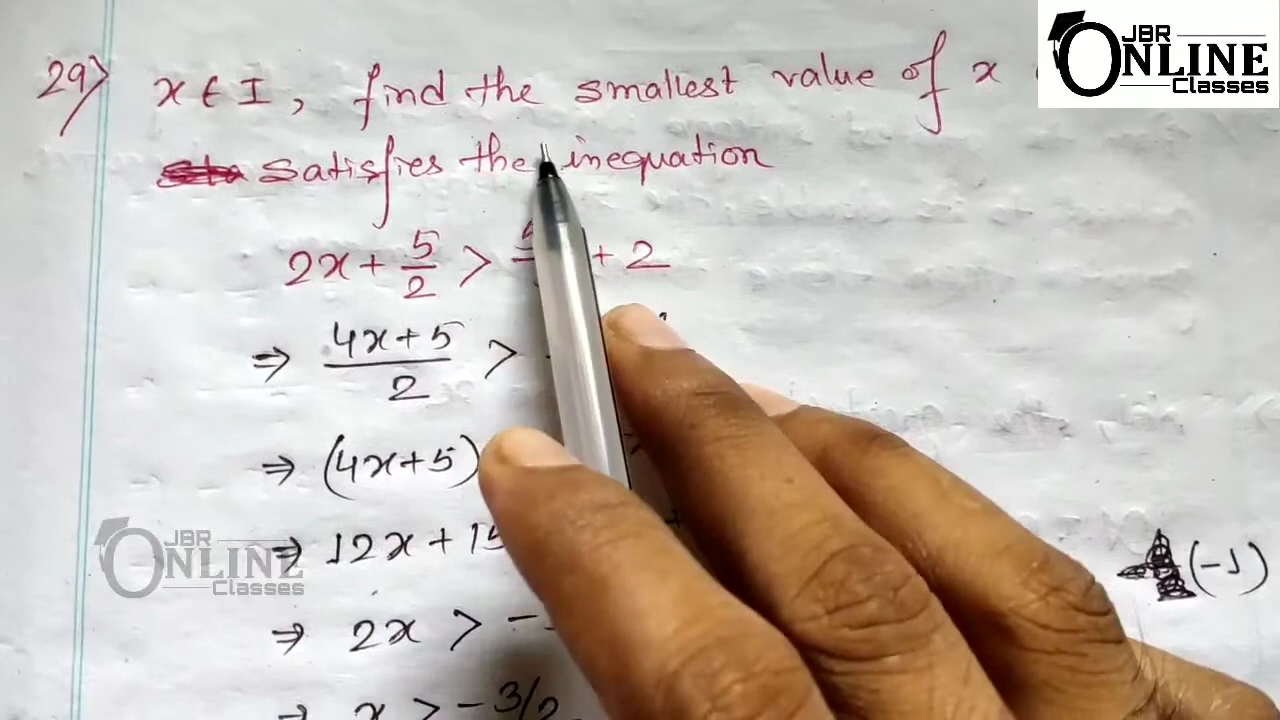 JBR
ONLINE
Classes
29) x ∈ I, find the smallest value of x
satisfies the inequation
2x + 5/2 > + 2
⇒ (4x+5)/2 >
⇒ (4x+5)
⇒ 12x + 15
⇒ 2x > -
⇒ x > -3/2
(-1)
JBR
ONLINE
Classes